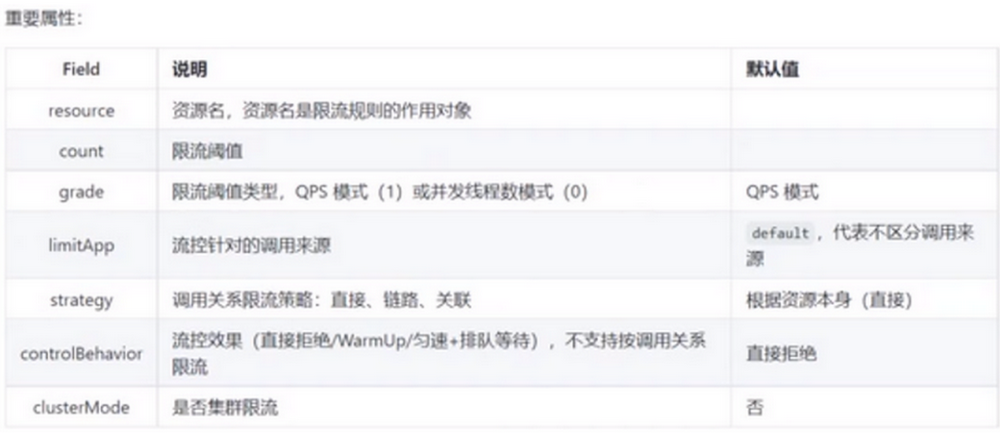 重要属性：
Field 说明 默认值
resource 资源名，资源名是限流规则的作用对象
count 限流阈值
grade 限流阈值类型，QPS 模式（1）或并发线程数模式（0） QPS 模式
limitApp 流控针对的调用来源 default，代表不区分调用来
源
strategy 调用关系限流策略：直接、链路、关联 根据资源本身（直接）
controlBehavior 流控效果（直接拒绝/WarmUp/匀速+排队等待），不支持按调用关系 直接拒绝
限流
clusterMode 是否集群限流 否